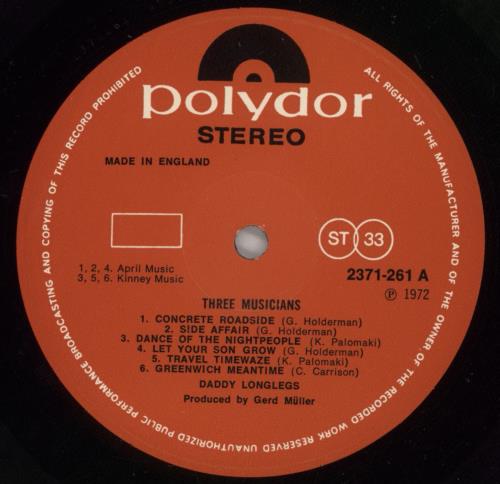 polydor
STEREO
MADE IN ENGLAND
ALL RIGHTS OF THE MANUFACTURER AND OF THE OWNER OF THE RECORDED WORK RESERVED UNAUTHORIZED PUBLIC PERFORMANCE BROADCASTING AND COPYING OF THIS RECORD PROHIBITED
ST 33
1, 2, 4. April Music
3, 5, 6. Kinney Music
2371-261 A
℗ 1972
THREE MUSICIANS
1. CONCRETE ROADSIDE (G. Holderman)
2. SIDE AFFAIR (G. Holderman)
3. DANCE OF THE NIGHTPEOPLE (K. Palomaki)
4. LET YOUR SON GROW (G. Holderman)
5. TRAVEL TIMEWAZE (K. Palomaki)
6. GREENWICH MEANTIME (C. Carrison)
DADDY LONGLEGS
Produced by Gerd Müller